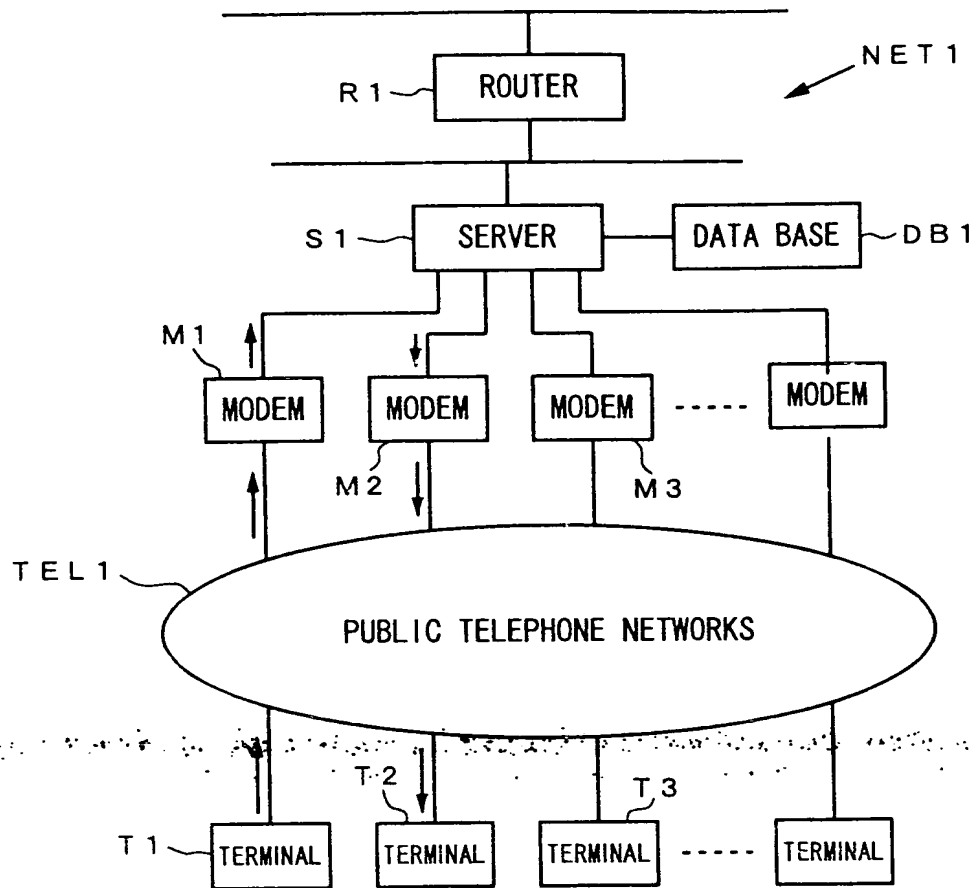 NET1
R1 ROUTER
S1 SERVER DATA BASE DB1
M1
MODEM MODEM MODEM MODEM
M2 M3
TEL1
PUBLIC TELEPHONE NETWORKS
T2 T3
T1 TERMINAL TERMINAL TERMINAL TERMINAL